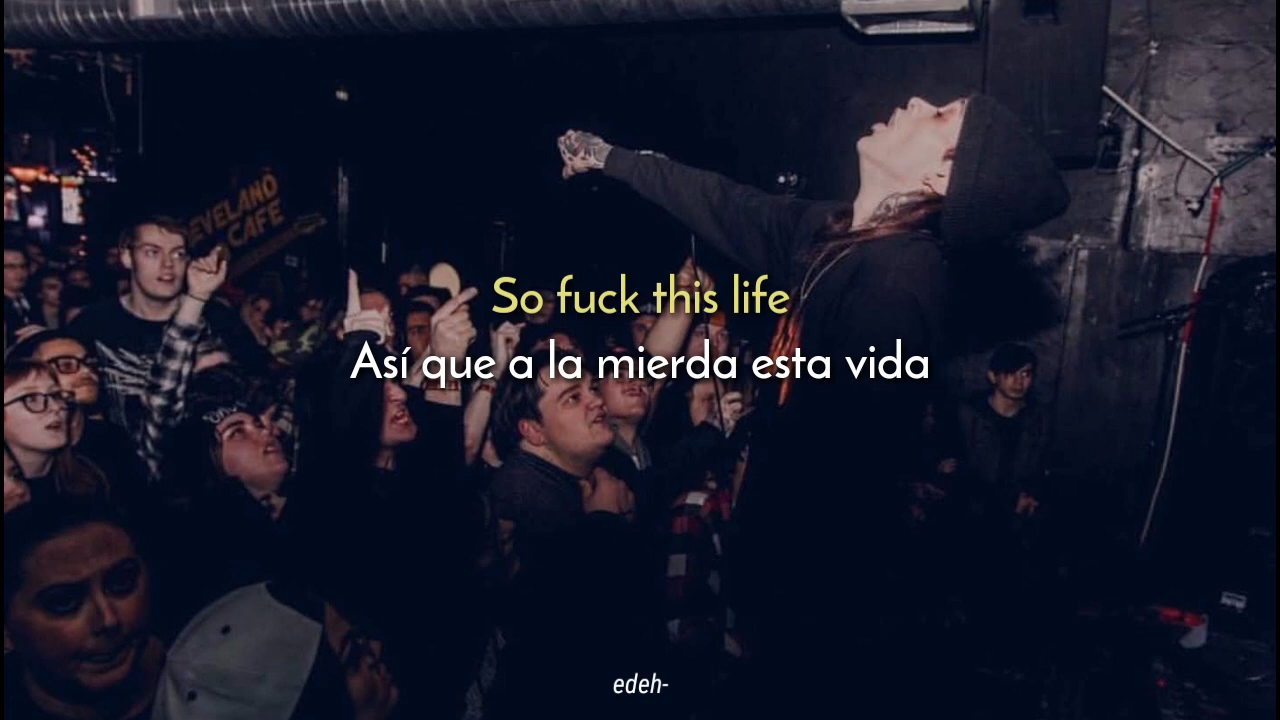 EVELAND
CAFE
So fuck this life
Así que a la mierda esta vida
edeh-